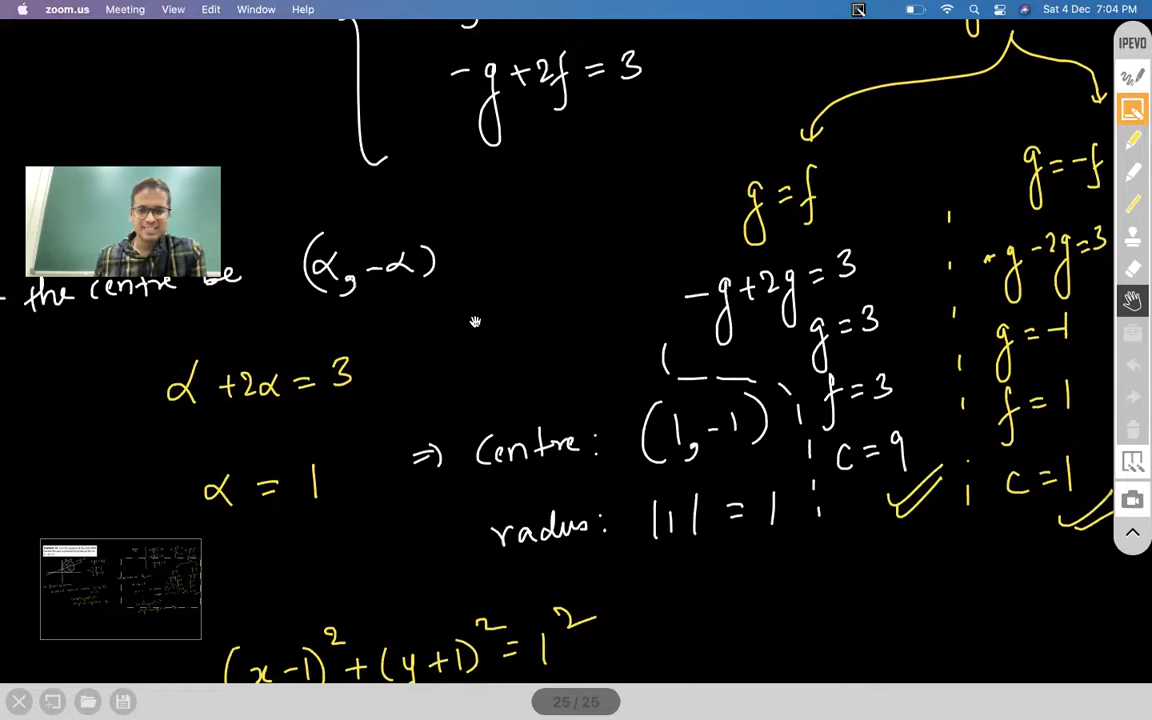 zoom.us Meeting View Edit Window Help
Sat 4 Dec 7:04 PM
IPEVO
-g+2f = 3
g = f
g = -f
the centre be (α, -α)
-g+2g = 3
-g-2g = 3
g = 3
g = -1
α + 2α = 3
f = 3
f = 1
⇒ Centre: (1, -1)
c = 9
c = 1
α = 1
radus: |1| = 1
(x-1)² + (y+1)² = 1²
25 / 25